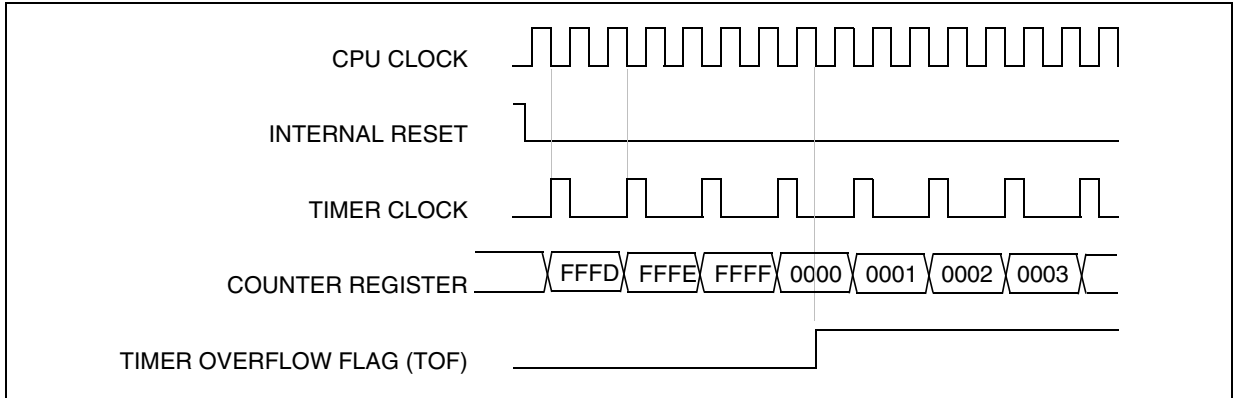 CPU CLOCK
INTERNAL RESET
TIMER CLOCK
COUNTER REGISTER FFFD FFFE FFFF 0000 0001 0002 0003
TIMER OVERFLOW FLAG (TOF)